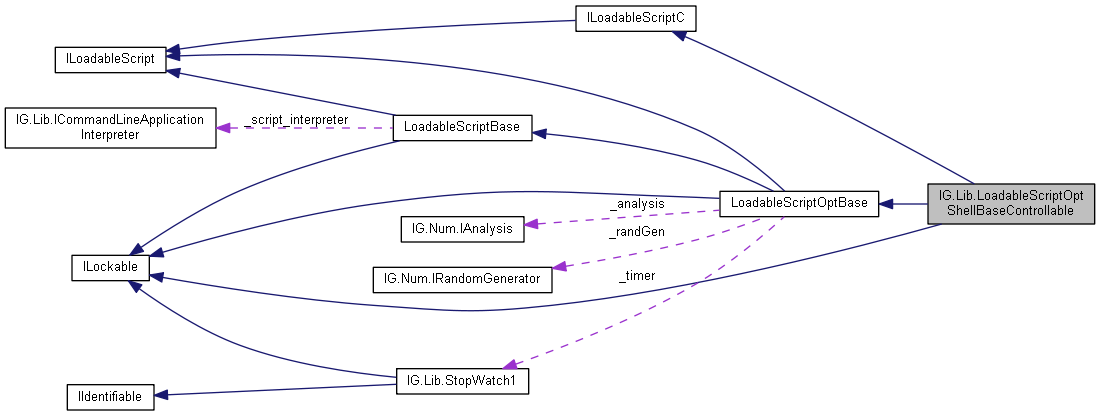 ILoadableScriptC
ILoadableScript
IG.Lib.ICommandLineApplication
Interpreter
_script_interpreter
LoadableScriptBase
IG.Lib.LoadableScriptOpt
ShellBaseControllable
LoadableScriptOptBase
_analysis
IG.Num.IAnalysis
_randGen
ILockable
IG.Num.IRandomGenerator
_timer
IG.Lib.StopWatch1
IIdentifiable